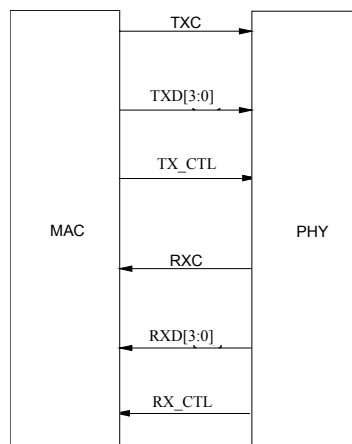 TXC
TXD[3:0]
TX_CTL
MAC
PHY
RXC
RXD[3:0]
RX_CTL